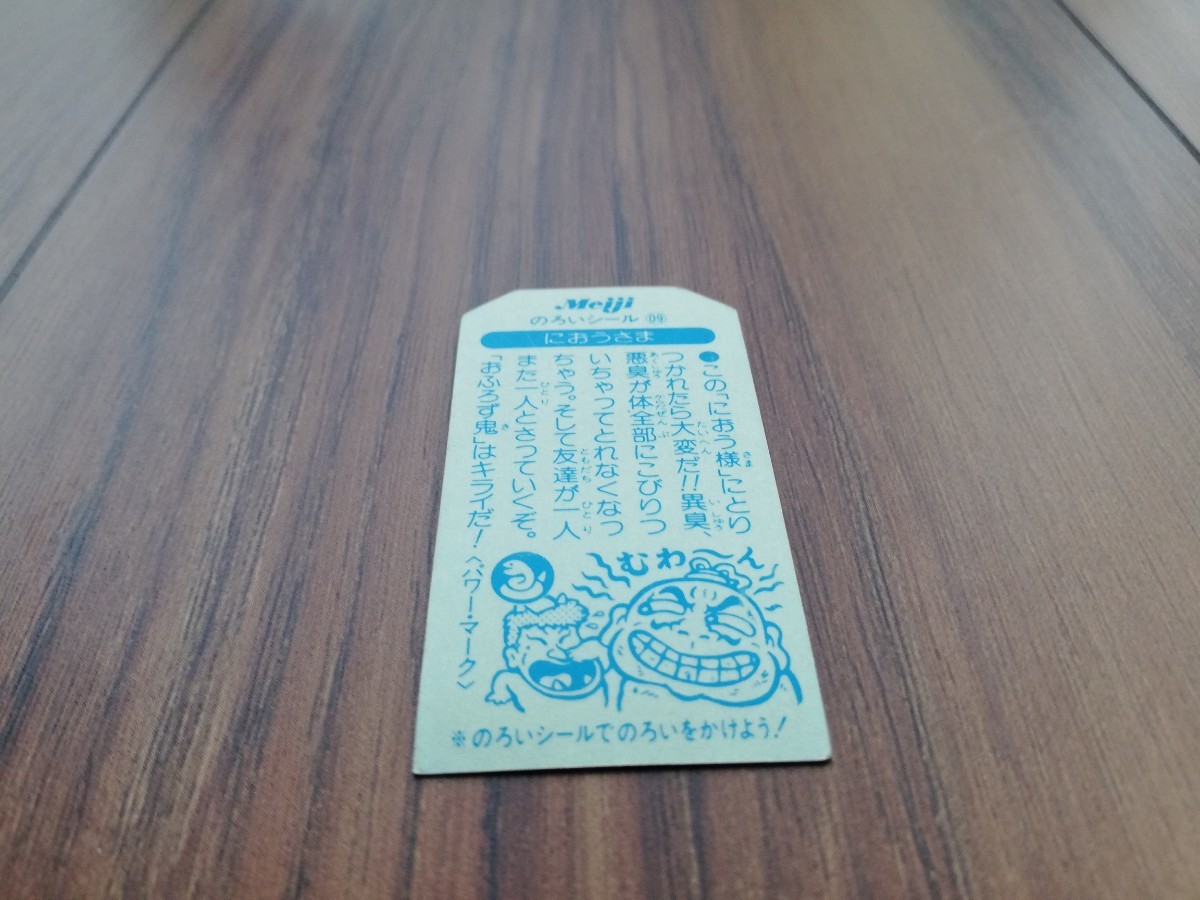 Meiji
のろいシール 09
におうさま
●この「におう様」にとり
つかれたら大変だ!!異臭、
悪臭が体全部にこびりつ
いちゃってとれなくなっ
ちゃう。そして友達が一人
また一人とさつていくぞ。
「おふろず鬼」はキライだ!
〈パワー・マーク〉
むわ〜ん
※のろいシールでのろいをかけよう!